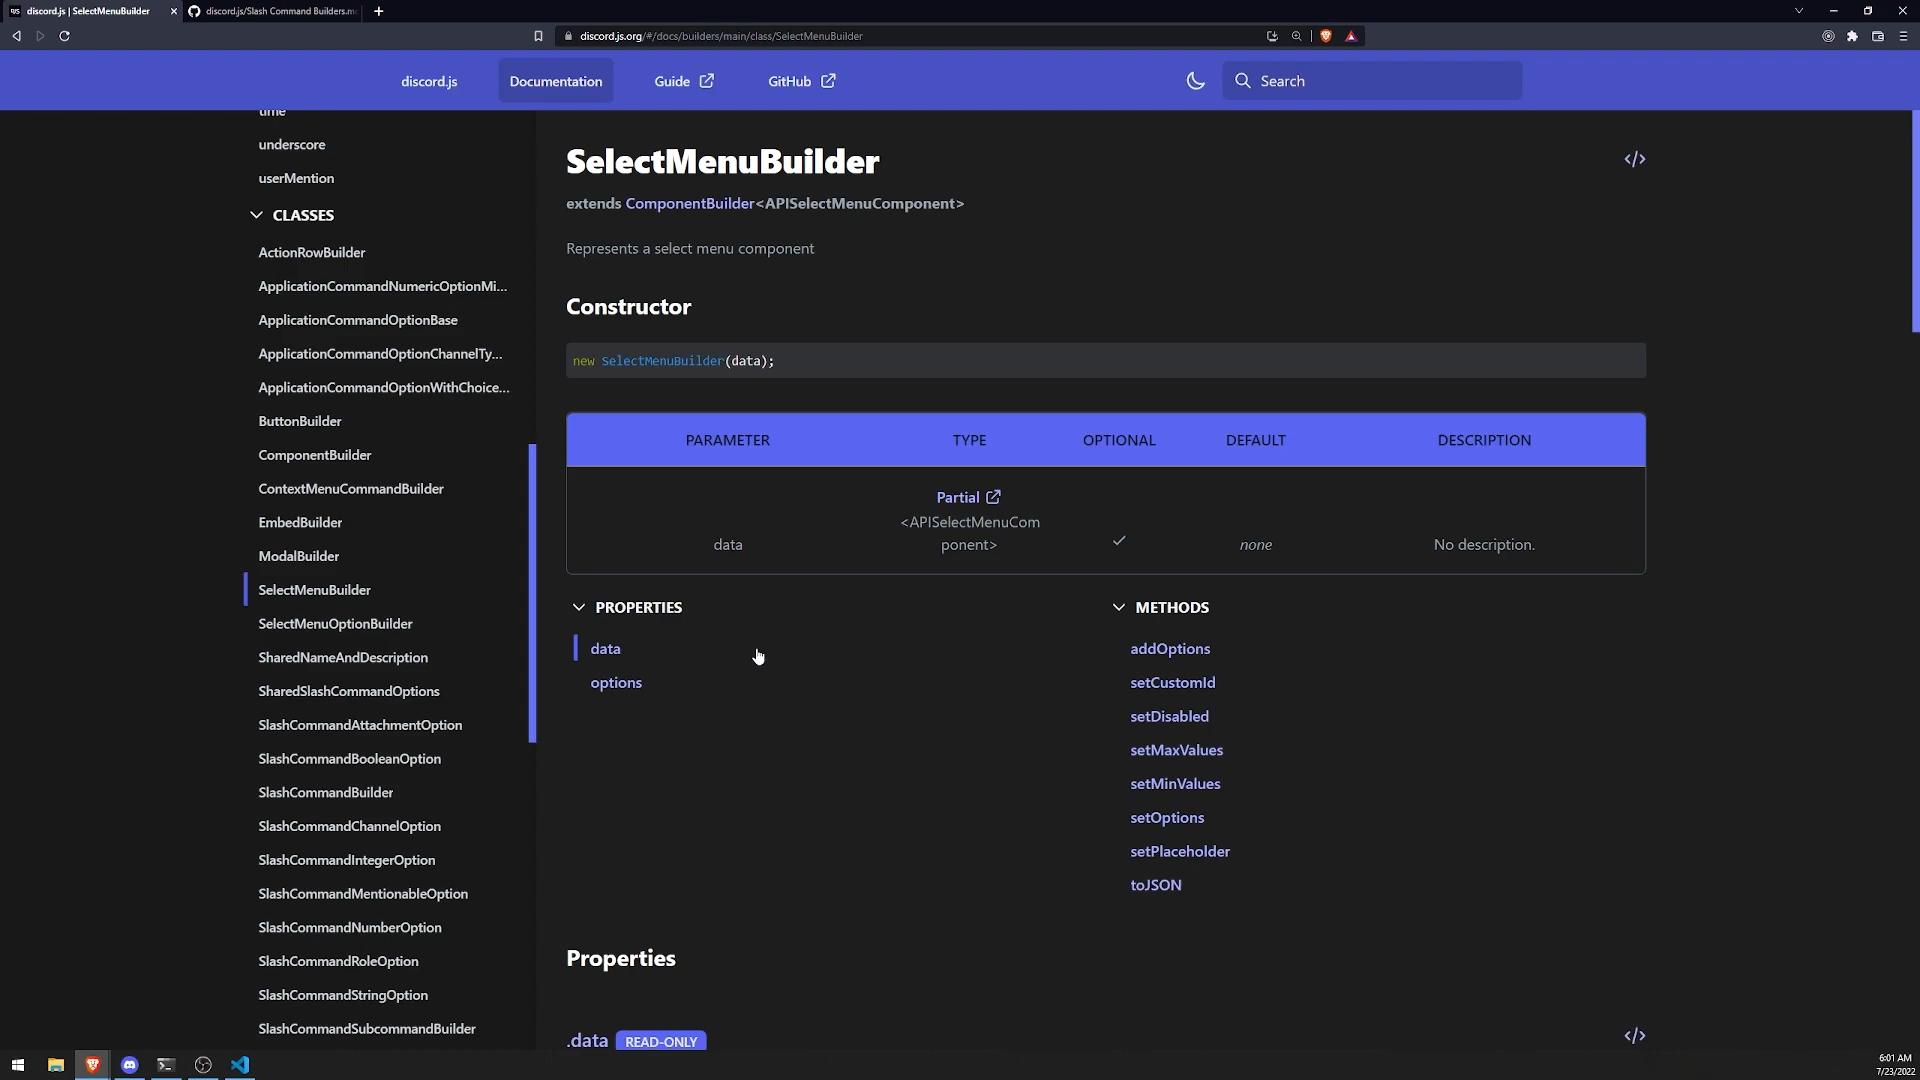 discord.js | SelectMenuBuilder
discord.js/Slash Command Builders.m
discord.js.org/#/docs/builders/main/class/SelectMenuBuilder
discord.js
Documentation
Guide
GitHub
Search
time
underscore
userMention
CLASSES
ActionRowBuilder
ApplicationCommandNumericOptionMi...
ApplicationCommandOptionBase
ApplicationCommandOptionChannelTy...
ApplicationCommandOptionWithChoice...
ButtonBuilder
ComponentBuilder
ContextMenuCommandBuilder
EmbedBuilder
ModalBuilder
SelectMenuBuilder
SelectMenuOptionBuilder
SharedNameAndDescription
SharedSlashCommandOptions
SlashCommandAttachmentOption
SlashCommandBooleanOption
SlashCommandBuilder
SlashCommandChannelOption
SlashCommandIntegerOption
SlashCommandMentionableOption
SlashCommandNumberOption
SlashCommandRoleOption
SlashCommandStringOption
SlashCommandSubcommandBuilder
SelectMenuBuilder
extends ComponentBuilder<APISelectMenuComponent>
Represents a select menu component
Constructor
new SelectMenuBuilder(data);
PARAMETER TYPE OPTIONAL DEFAULT DESCRIPTION
Partial
<APISelectMenuCom
data ponent> none No description.
PROPERTIES
data
options
METHODS
addOptions
setCustomId
setDisabled
setMaxValues
setMinValues
setOptions
setPlaceholder
toJSON
Properties
.data READ-ONLY
6:01 AM
7/23/2022